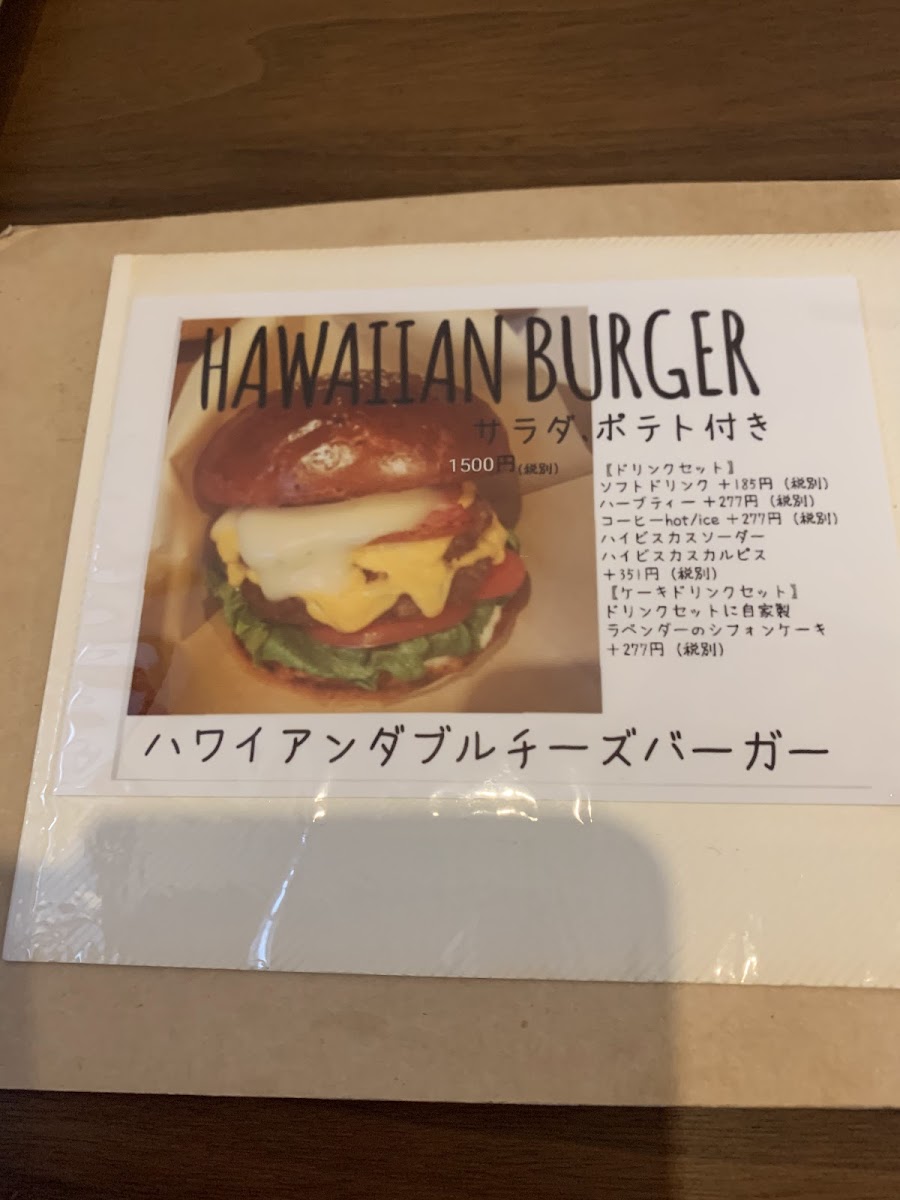 HAWAIIAN BURGER
サラダ、ポテト付き
1500円(税別)
〖ドリンクセット〗
ソフトドリンク +185円 (税別)
ハーブティー +277円 (税別)
コーヒーhot/ice +277円 (税別)
ハイビスカスソーダー
ハイビスカスカルピス
+351円 (税別)
〖ケーキドリンクセット〗
ドリンクセットに自家製
ラベンダーのシフォンケーキ
+277円 (税別)
ハワイアンダブルチーズバーガー